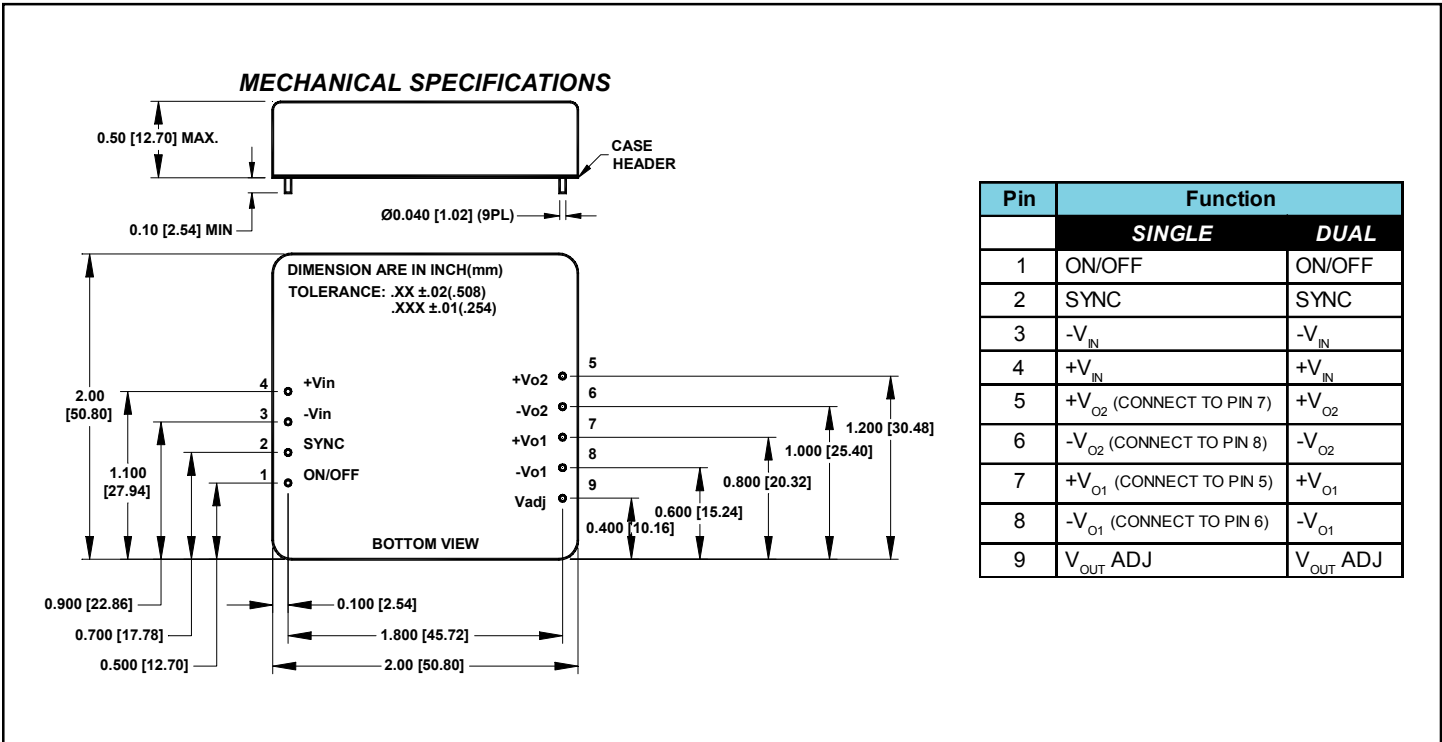 MECHANICAL SPECIFICATIONS
0.50 [12.70] MAX.
CASE
HEADER
Ø0.040 [1.02] (9PL)
0.10 [2.54] MIN
DIMENSION ARE IN INCH(mm)
TOLERANCE: .XX ±.02(.508)
.XXX ±.01(.254)
2.00
[50.80]
1.100
[27.94]
4 +Vin
3 -Vin
2 SYNC
1 ON/OFF
+Vo2 5
-Vo2 6
+Vo1 7
-Vo1 8
Vadj 9
1.200 [30.48]
1.000 [25.40]
0.800 [20.32]
0.600 [15.24]
0.400 [10.16]
BOTTOM VIEW
0.900 [22.86]
0.100 [2.54]
0.700 [17.78]
1.800 [45.72]
0.500 [12.70]
2.00 [50.80]
Pin Function
SINGLE DUAL
1 ON/OFF ON/OFF
2 SYNC SYNC
3 -VIN -VIN
4 +VIN +VIN
5 +VO2 (CONNECT TO PIN 7) +VO2
6 -VO2 (CONNECT TO PIN 8) -VO2
7 +VO1 (CONNECT TO PIN 5) +VO1
8 -VO1 (CONNECT TO PIN 6) -VO1
9 VOUT ADJ VOUT ADJ